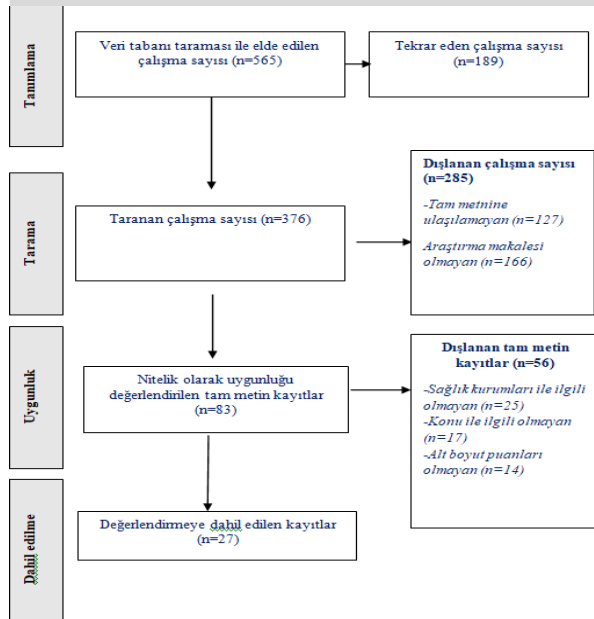 Tanımlama
Veri tabanı taraması ile elde edilen
çalışma sayısı (n=565)
Tekrar eden çalışma sayısı
(n=189)
Tarama
Taranan çalışma sayısı (n=376)
Dışlanan çalışma sayısı
(n=285)
-Tam metnine
ulaşılamayan (n=127)
Araştırma makalesi
olmayan (n=166)
Uygunluk
Nitelik olarak uygunluğu
değerlendirilen tam metin kayıtlar
(n=83)
Dışlanan tam metin
kayıtlar (n=56)
-Sağlık kurumları ile ilgili
olmayan (n=25)
-Konu ile ilgili olmayan
(n=17)
-Alt boyut puanları
olmayan (n=14)
Dahil edilme
Değerlendirmeye dahil edilen kayıtlar
(n=27)